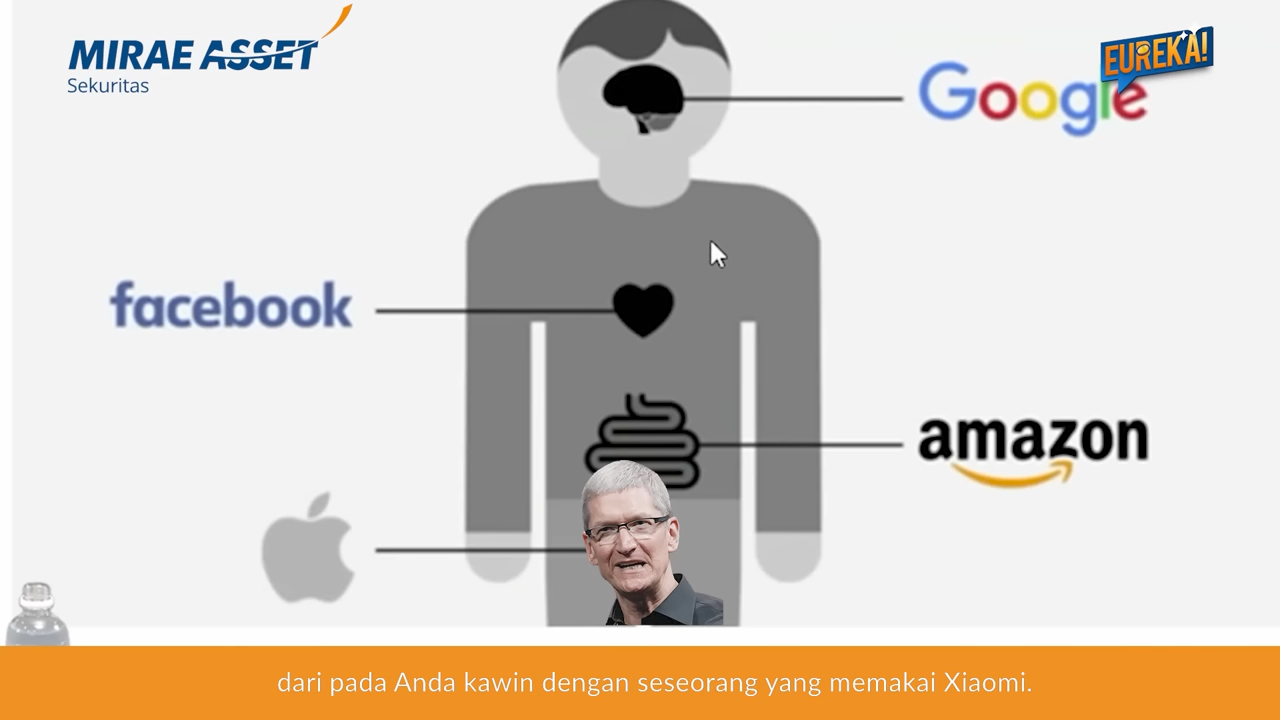 MIRAE ASSET
Sekuritas
EUREKA!
Google
facebook
amazon
dari pada Anda kawin dengan seseorang yang memakai Xiaomi.